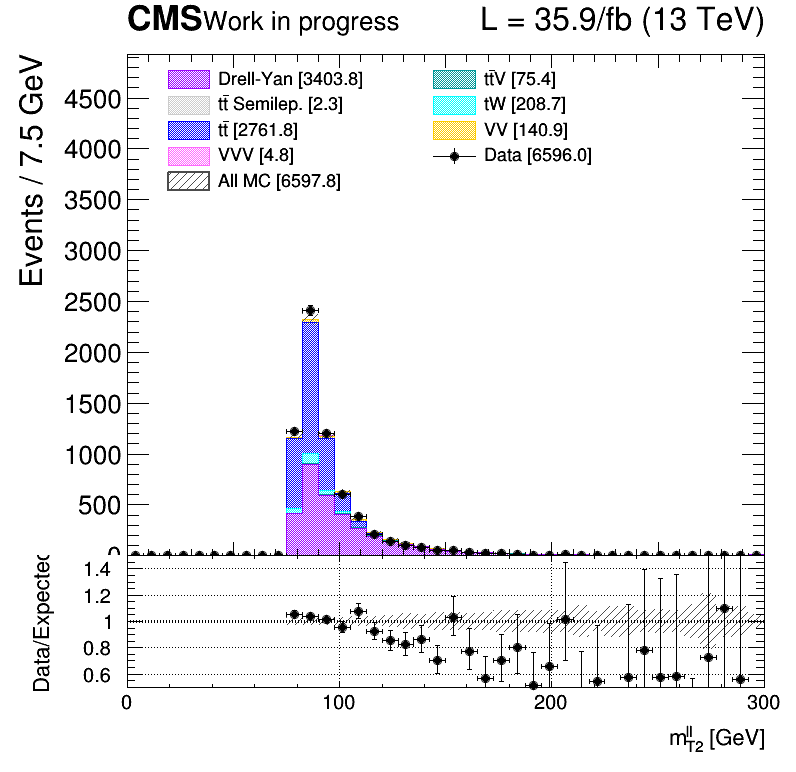 CMS Work in progress L = 35.9/fb (13 TeV)
Events / 7.5 GeV
Drell-Yan [3403.8]
tt̄ Semilep. [2.3]
tt̄ [2761.8]
VVV [4.8]
All MC [6597.8]
tt̄V [75.4]
tW [208.7]
VV [140.9]
Data [6596.0]
4500
4000
3500
3000
2500
2000
1500
1000
500
0
Data/Expected
1.4
1.2
1
0.8
0.6
0 100 200 300
m_{T2}^{ll} [GeV]